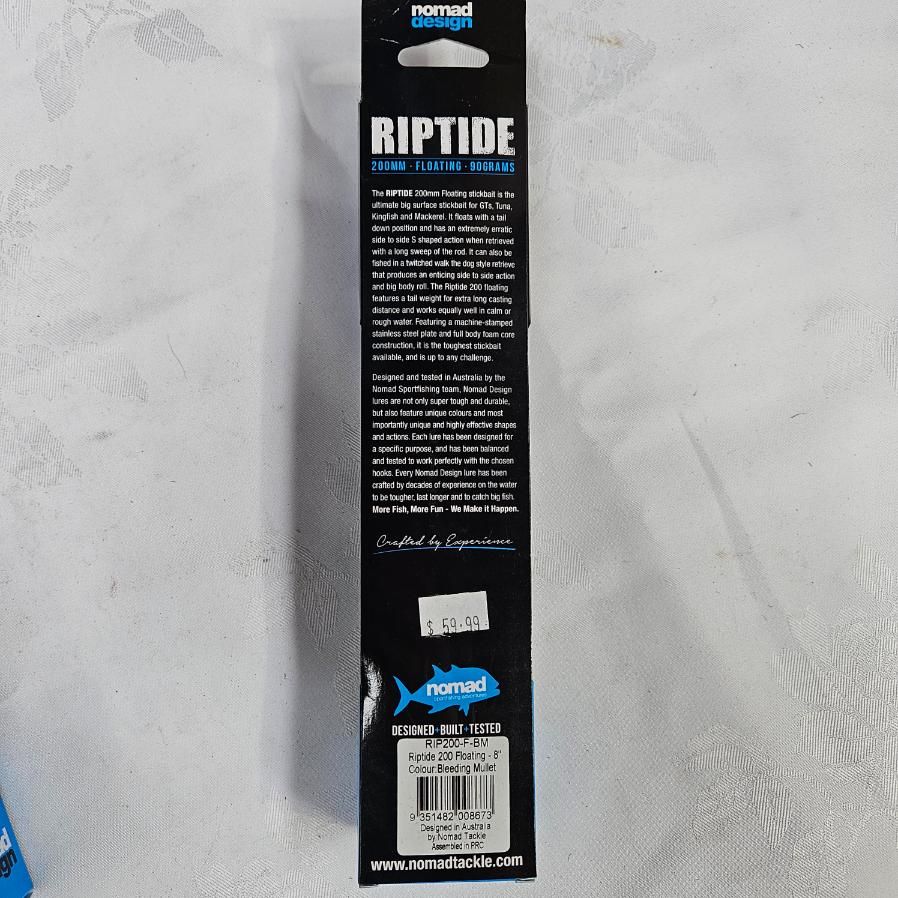 nomad
design
RIPTIDE
200MM · FLOATING · 90GRAMS
The RIPTIDE 200mm Floating stickbait is the
ultimate big surface stickbait for GTs, Tuna,
Kingfish and Mackerel. It floats with a tail
down position and has an extremely erratic
side to side S shaped action when retrieved
with a long sweep of the rod. It can also be
fished in a twitched walk the dog style retrieve
that produces an enticing side to side action
and big body roll. The Riptide 200 floating
features a tail weight for extra long casting
distance and works equally well in calm or
rough water. Featuring a machine-stamped
stainless steel plate and full body foam core
construction, it is the toughest stickbait
available, and is up to any challenge.
Designed and tested in Australia by the
Nomad Sportfishing team, Nomad Design
lures are not only super tough and durable,
but also feature unique colours and most
importantly unique and highly effective shapes
and actions. Each lure has been designed for
a specific purpose, and has been balanced
and tested to work perfectly with the chosen
hooks. Every Nomad Design lure has been
crafted by decades of experience on the water
to be tougher, last longer and to catch big fish.
More Fish, More Fun - We Make it Happen.
Crafted by Experience
$ 59.99
nomad
sportfishing adventures
DESIGNED+BUILT+TESTED
RIP200-F-BM
Riptide 200 Floating - 8"
Colour:Bleeding Mullet
9 351482 008673
Designed in Australia
by Nomad Tackle
Assembled in PRC
www.nomadtackle.com